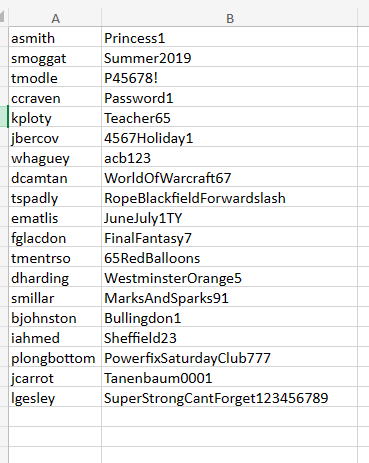 A B
asmith Princess1
smoggat Summer2019
tmodle P45678!
ccraven Password1
kploty Teacher65
jbercov 4567Holiday1
whaguey acb123
dcamtan WorldOfWarcraft67
tspadly RopeBlackfieldForwardslash
ematlis JuneJuly1TY
fglacdon FinalFantasy7
tmentrso 65RedBalloons
dharding WestminsterOrange5
smillar MarksAndSparks91
bjohnston Bullingdon1
iahmed Sheffield23
plongbottom PowerfixSaturdayClub777
jcarrot Tanenbaum0001
lgesley SuperStrongCantForget123456789